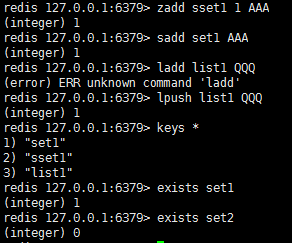 redis 127.0.0.1:6379> zadd sset1 1 AAA
(integer) 1
redis 127.0.0.1:6379> sadd set1 AAA
(integer) 1
redis 127.0.0.1:6379> ladd list1 QQQ
(error) ERR unknown command 'ladd'
redis 127.0.0.1:6379> lpush list1 QQQ
(integer) 1
redis 127.0.0.1:6379> keys *
1) "set1"
2) "sset1"
3) "list1"
redis 127.0.0.1:6379> exists set1
(integer) 1
redis 127.0.0.1:6379> exists set2
(integer) 0